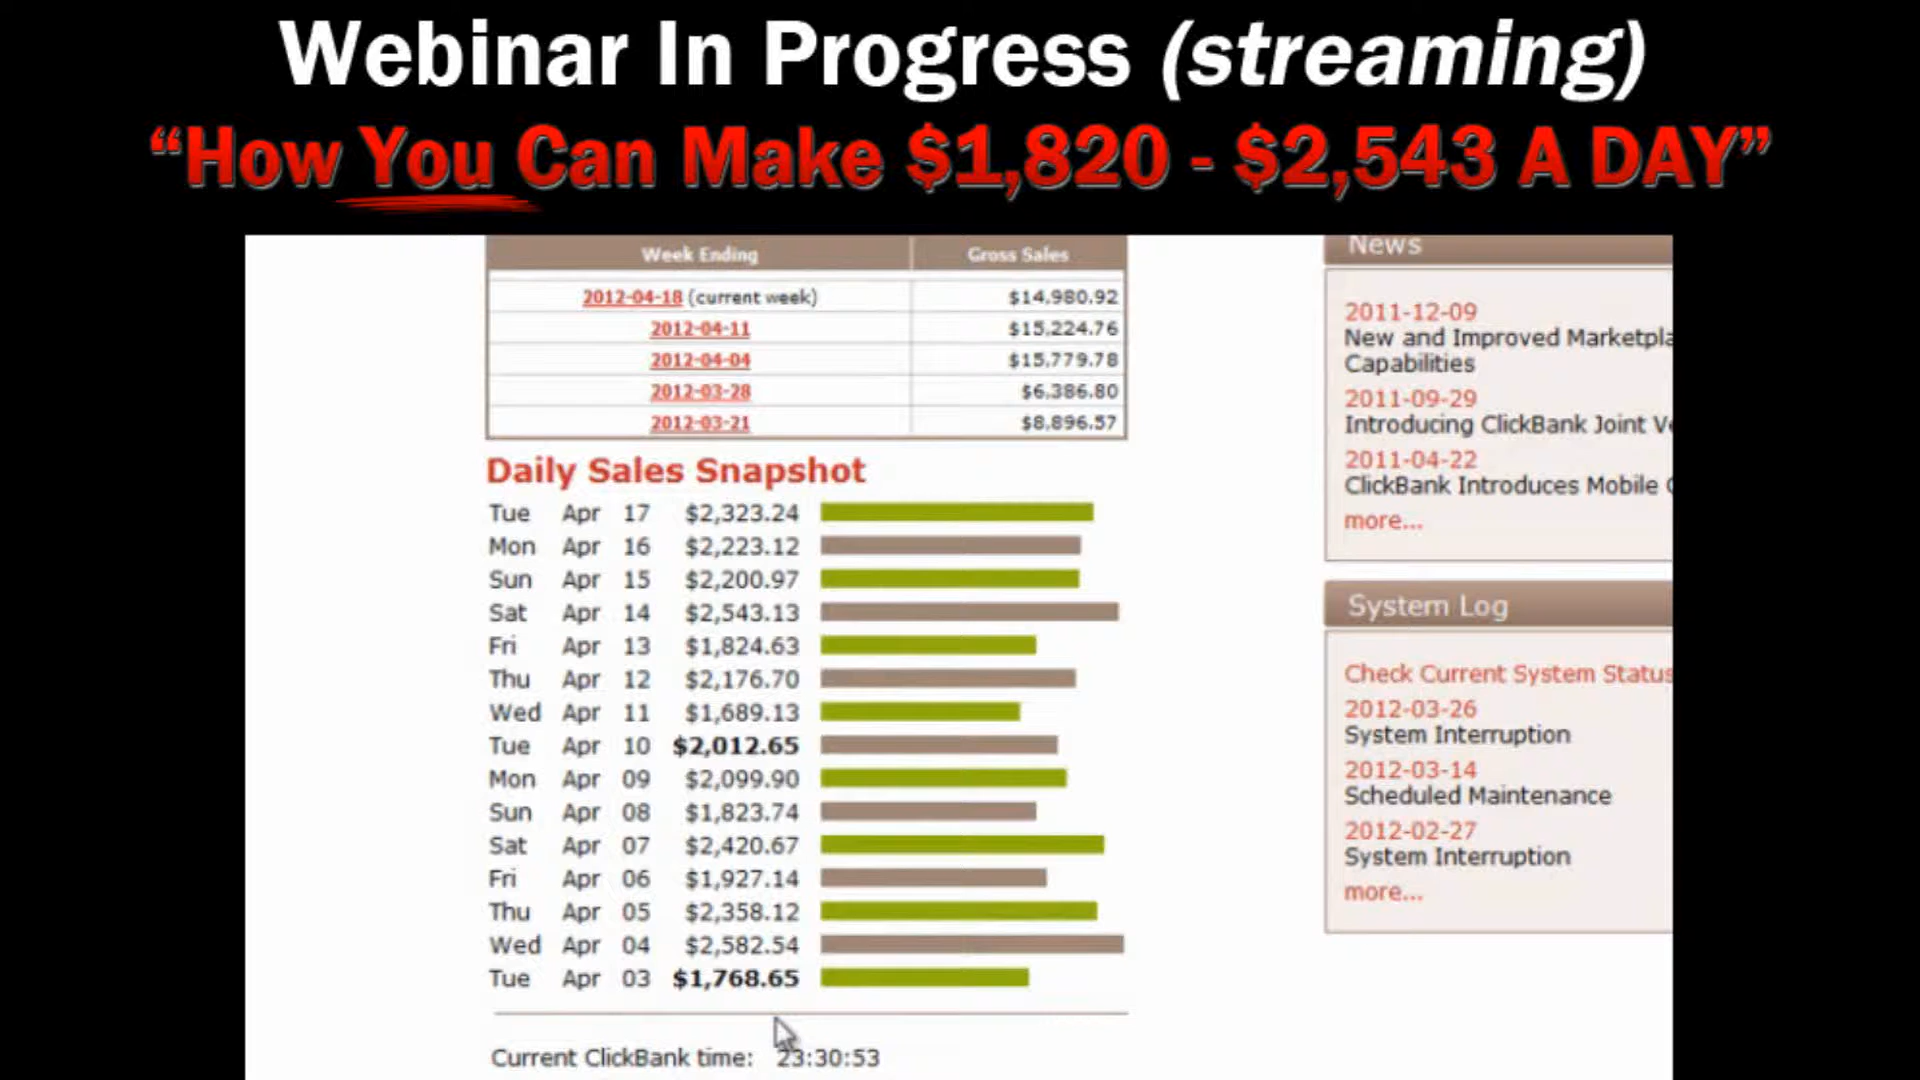 Webinar In Progress (streaming)
“How You Can Make $1,820 - $2,543 A DAY”
Week Ending Gross Sales
2012-04-18 (current week) $14,980.92
2012-04-11 $15,224.76
2012-04-04 $15,779.78
2012-03-28 $6,386.80
2012-03-21 $8,896.57
Daily Sales Snapshot
Tue Apr 17 $2,323.24
Mon Apr 16 $2,223.12
Sun Apr 15 $2,200.97
Sat Apr 14 $2,543.13
Fri Apr 13 $1,824.63
Thu Apr 12 $2,176.70
Wed Apr 11 $1,689.13
Tue Apr 10 $2,012.65
Mon Apr 09 $2,099.90
Sun Apr 08 $1,823.74
Sat Apr 07 $2,420.67
Fri Apr 06 $1,927.14
Thu Apr 05 $2,358.12
Wed Apr 04 $2,582.54
Tue Apr 03 $1,768.65
Current ClickBank time: 23:30:53
News
2011-12-09
New and Improved Marketpla
Capabilities
2011-09-29
Introducing ClickBank Joint Ve
2011-04-22
ClickBank Introduces Mobile
more...
System Log
Check Current System Status
2012-03-26
System Interruption
2012-03-14
Scheduled Maintenance
2012-02-27
System Interruption
more...